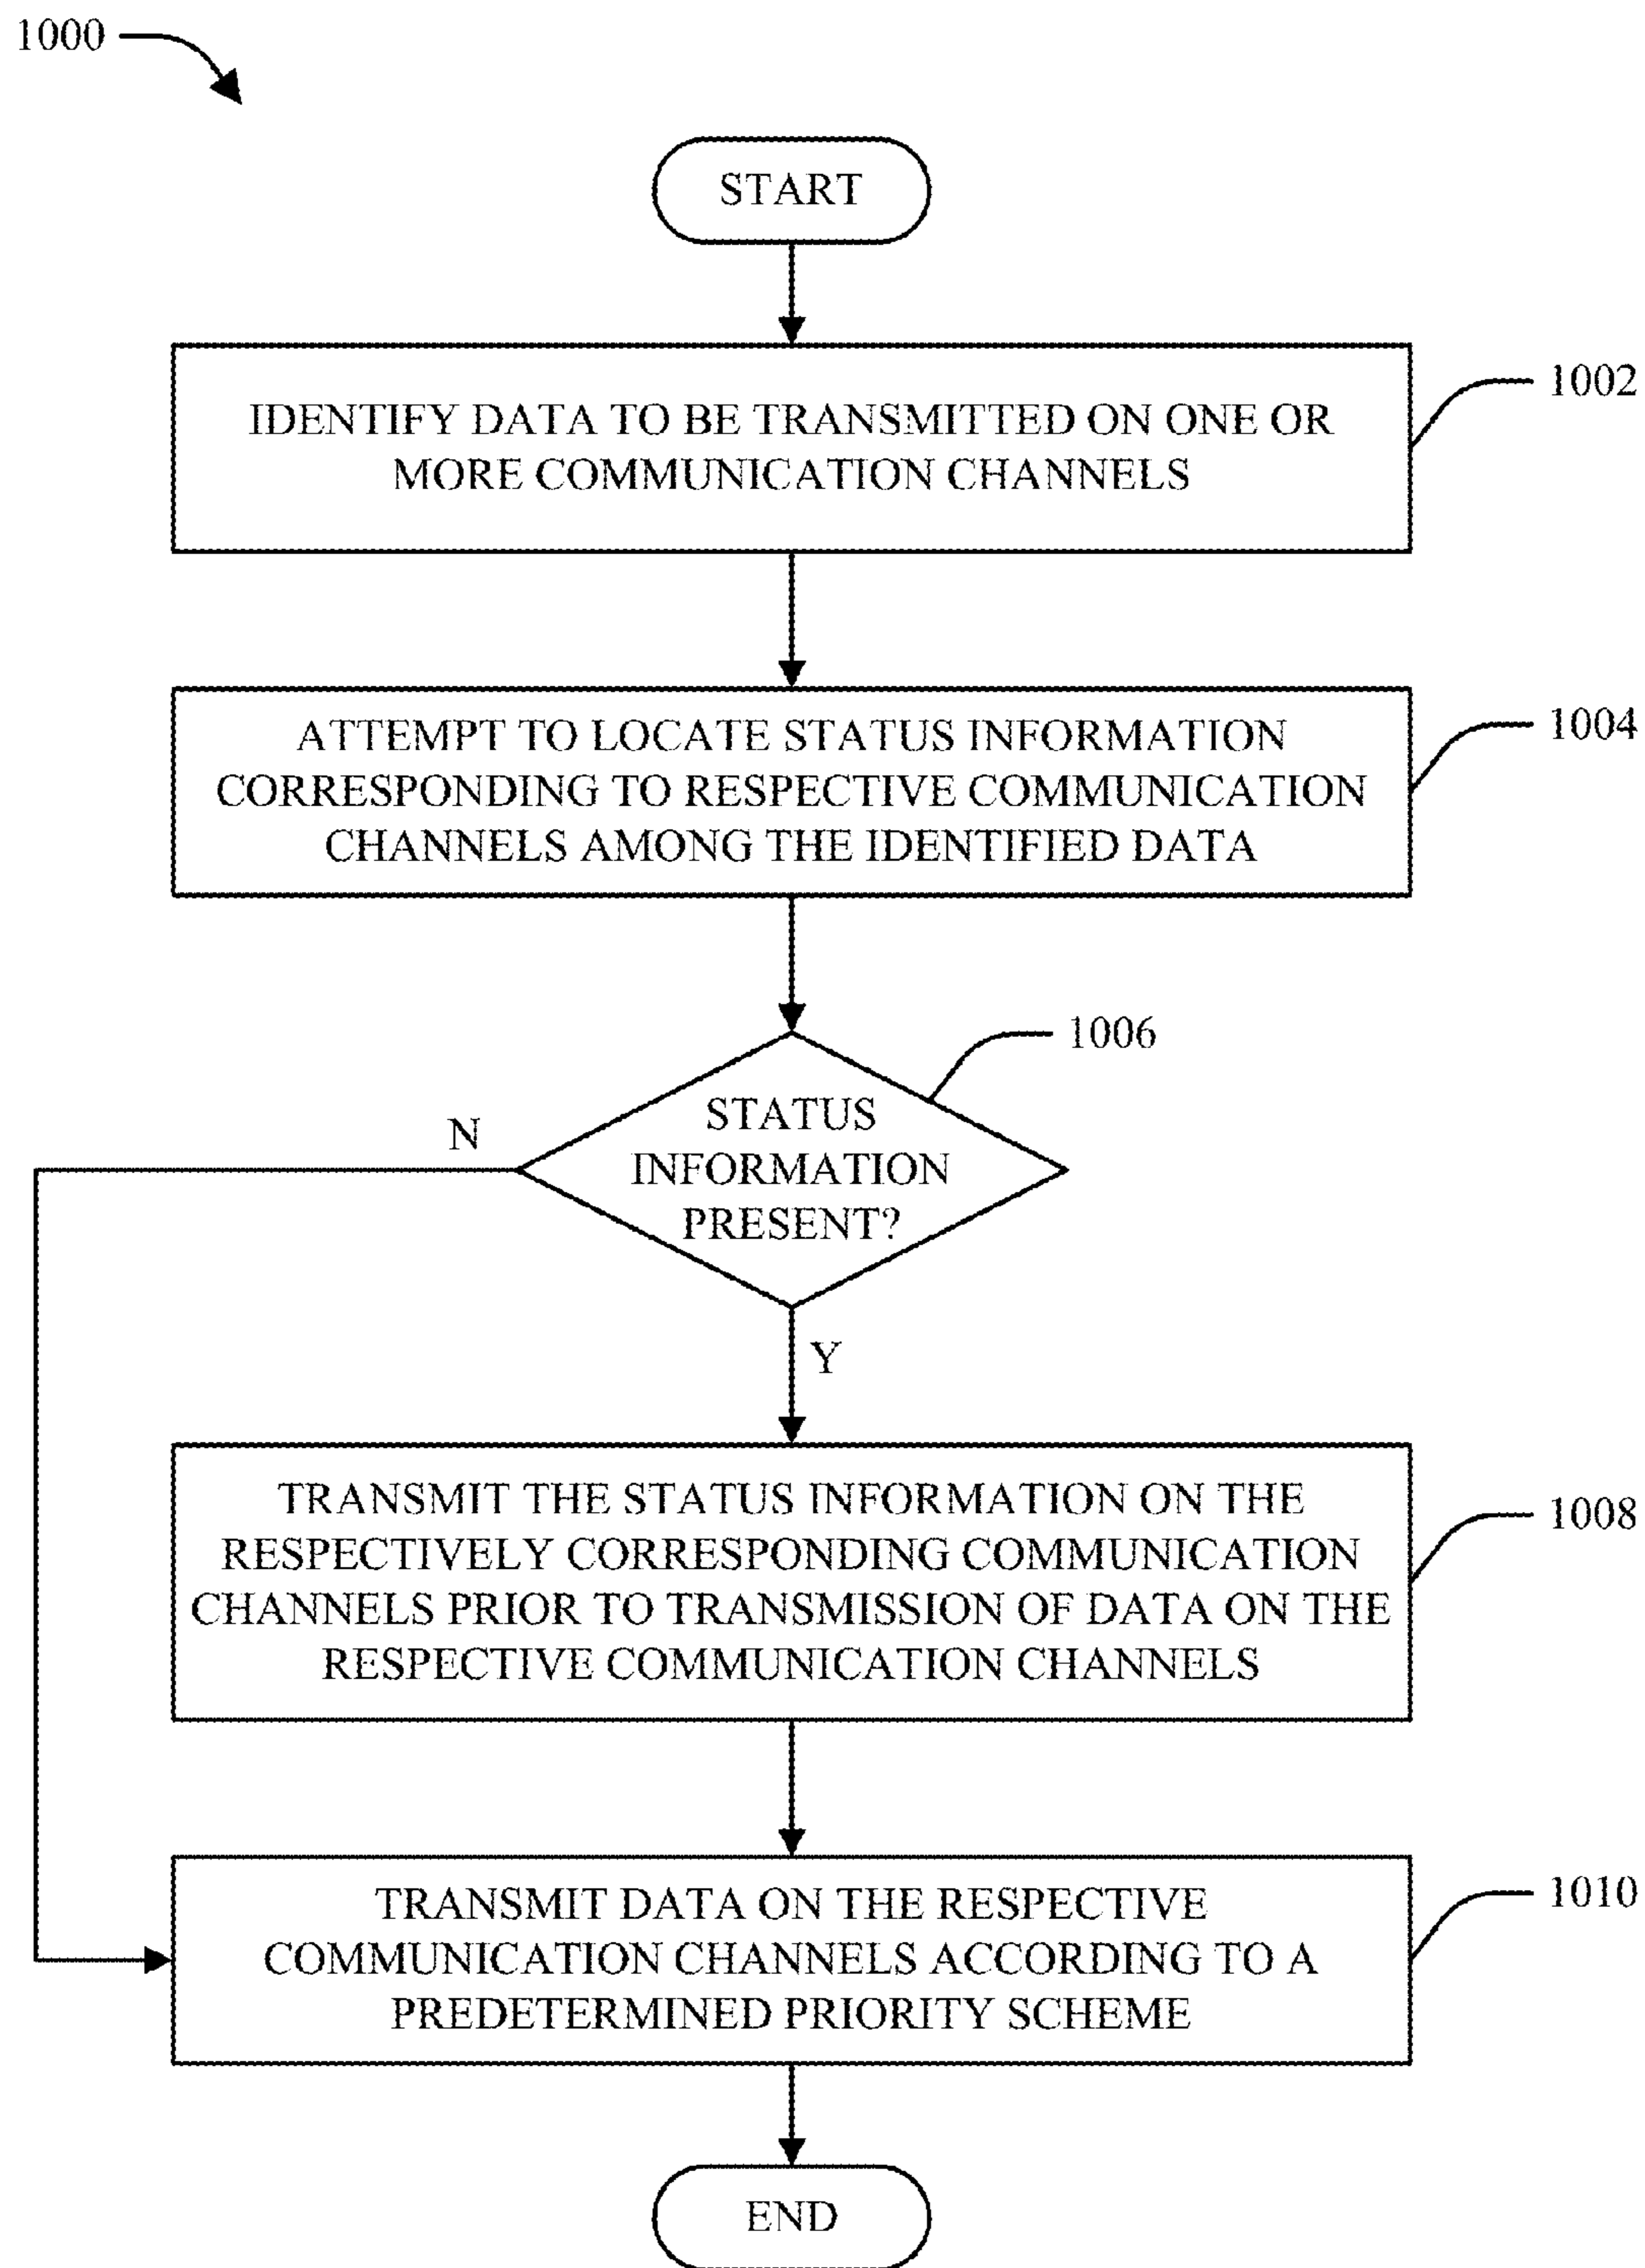 1000
START
IDENTIFY DATA TO BE TRANSMITTED ON ONE OR
MORE COMMUNICATION CHANNELS
1002
ATTEMPT TO LOCATE STATUS INFORMATION
CORRESPONDING TO RESPECTIVE COMMUNICATION
CHANNELS AMONG THE IDENTIFIED DATA
1004
STATUS
INFORMATION
PRESENT?
1006
N
Y
TRANSMIT THE STATUS INFORMATION ON THE
RESPECTIVELY CORRESPONDING COMMUNICATION
CHANNELS PRIOR TO TRANSMISSION OF DATA ON THE
RESPECTIVE COMMUNICATION CHANNELS
1008
TRANSMIT DATA ON THE RESPECTIVE
COMMUNICATION CHANNELS ACCORDING TO A
PREDETERMINED PRIORITY SCHEME
1010
END